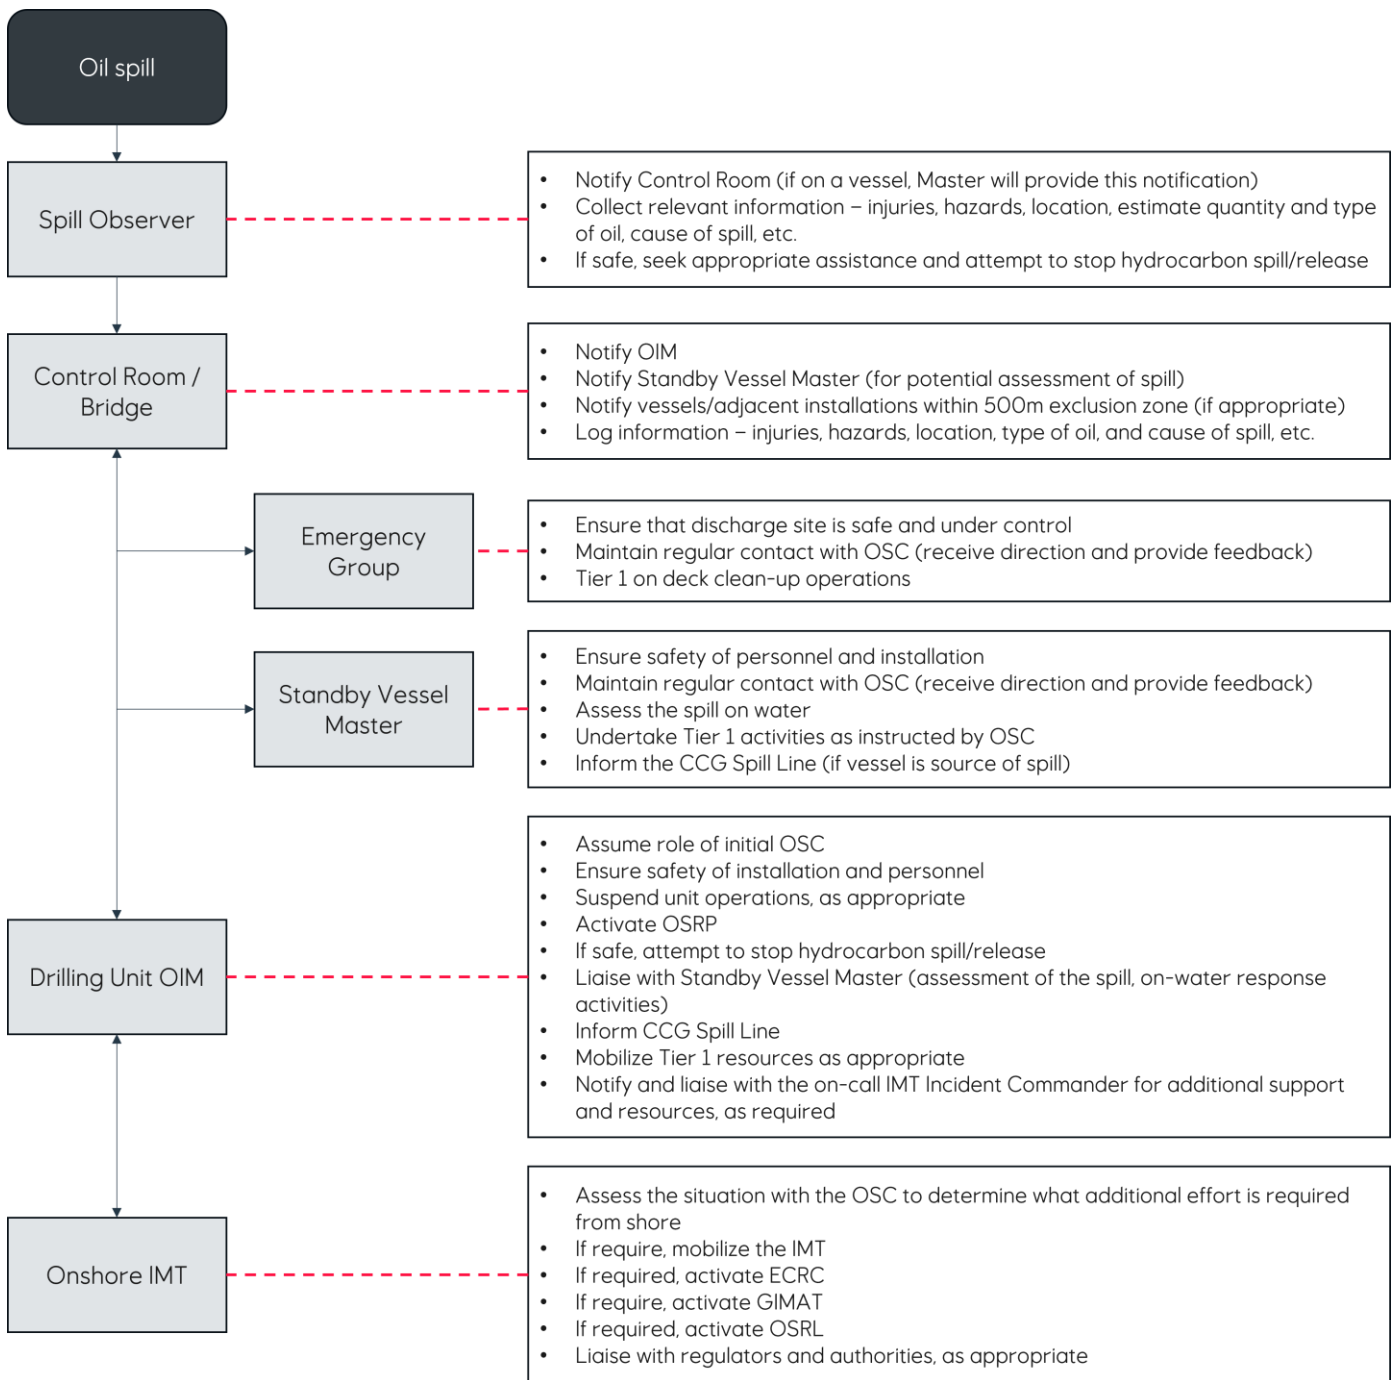 Oil spill
Spill Observer
• Notify Control Room (if on a vessel, Master will provide this notification)
• Collect relevant information – injuries, hazards, location, estimate quantity and type
of oil, cause of spill, etc.
• If safe, seek appropriate assistance and attempt to stop hydrocarbon spill/release
Control Room /
Bridge
• Notify OIM
• Notify Standby Vessel Master (for potential assessment of spill)
• Notify vessels/adjacent installations within 500m exclusion zone (if appropriate)
• Log information – injuries, hazards, location, type of oil, and cause of spill, etc.
Emergency
Group
• Ensure that discharge site is safe and under control
• Maintain regular contact with OSC (receive direction and provide feedback)
• Tier 1 on deck clean-up operations
Standby Vessel
Master
• Ensure safety of personnel and installation
• Maintain regular contact with OSC (receive direction and provide feedback)
• Assess the spill on water
• Undertake Tier 1 activities as instructed by OSC
• Inform the CCG Spill Line (if vessel is source of spill)
Drilling Unit OIM
• Assume role of initial OSC
• Ensure safety of installation and personnel
• Suspend unit operations, as appropriate
• Activate OSRP
• If safe, attempt to stop hydrocarbon spill/release
• Liaise with Standby Vessel Master (assessment of the spill, on-water response
activities)
• Inform CCG Spill Line
• Mobilize Tier 1 resources as appropriate
• Notify and liaise with the on-call IMT Incident Commander for additional support
and resources, as required
Onshore IMT
• Assess the situation with the OSC to determine what additional effort is required
from shore
• If require, mobilize the IMT
• If required, activate ECRC
• If require, activate GIMAT
• If required, activate OSRL
• Liaise with regulators and authorities, as appropriate